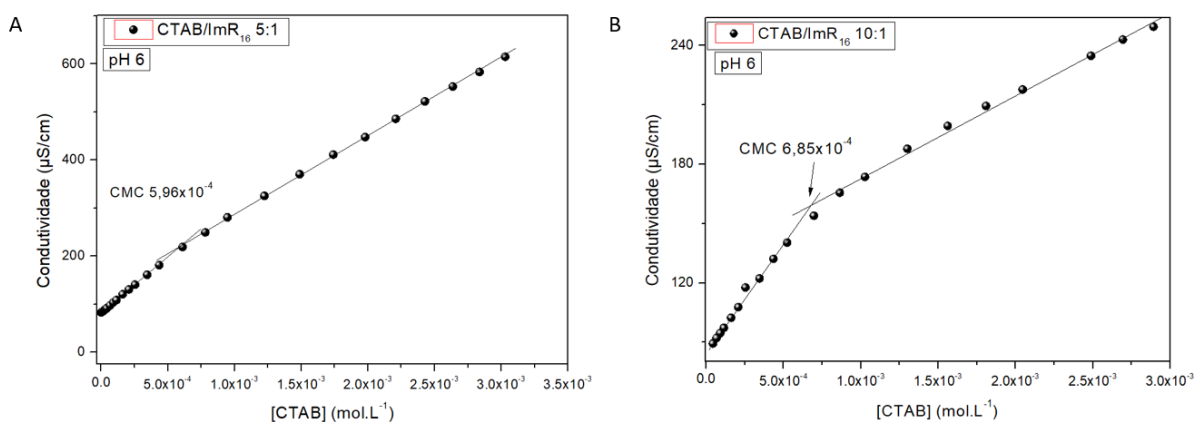 A
CTAB/ImR₁₆ 5:1
pH 6
600
400
200
0
Condutividade (µS/cm)
CMC 5,96x10⁻⁴
0.0
5.0x10⁻⁴
1.0x10⁻³
1.5x10⁻³
2.0x10⁻³
2.5x10⁻³
3.0x10⁻³
3.5x10⁻³
[CTAB] (mol.L⁻¹)
B
CTAB/ImR₁₆ 10:1
pH 6
240
180
120
Condutividade (µS/cm)
CMC 6,85x10⁻⁴
0.0
5.0x10⁻⁴
1.0x10⁻³
1.5x10⁻³
2.0x10⁻³
2.5x10⁻³
3.0x10⁻³
[CTAB] (mol.L⁻¹)